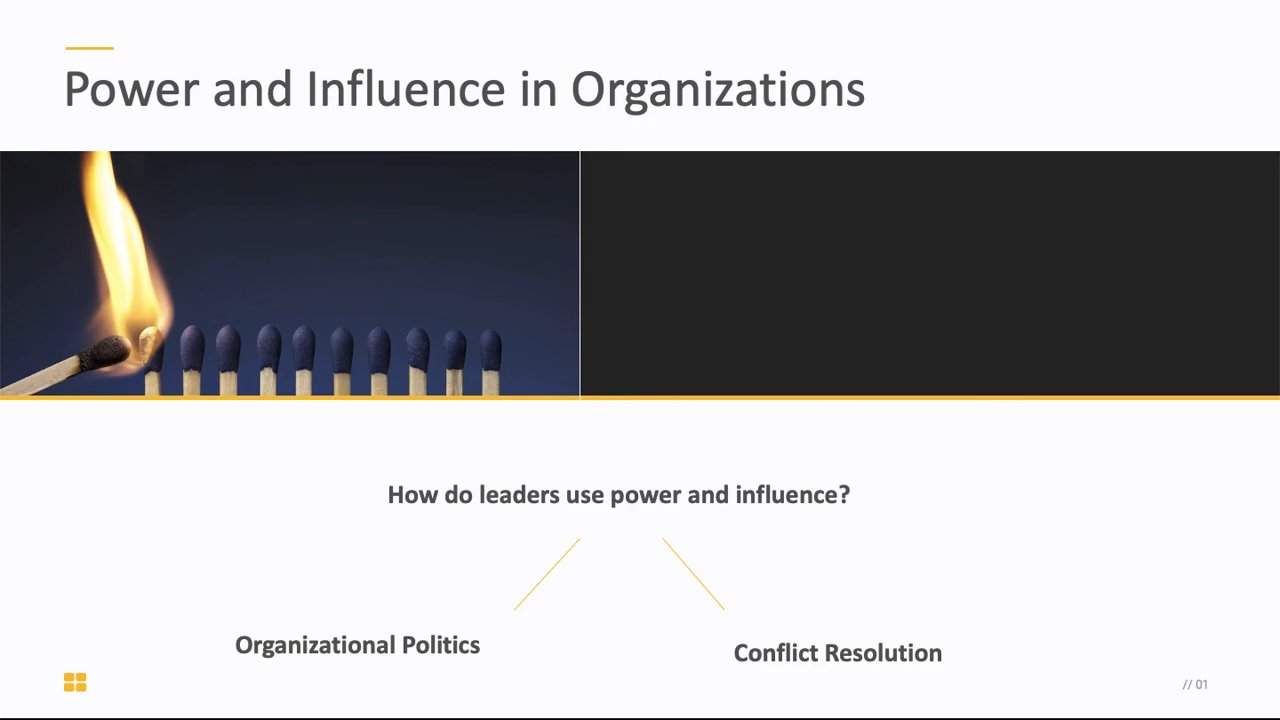 Power and Influence in Organizations
How do leaders use power and influence?
Organizational Politics
Conflict Resolution
// 01